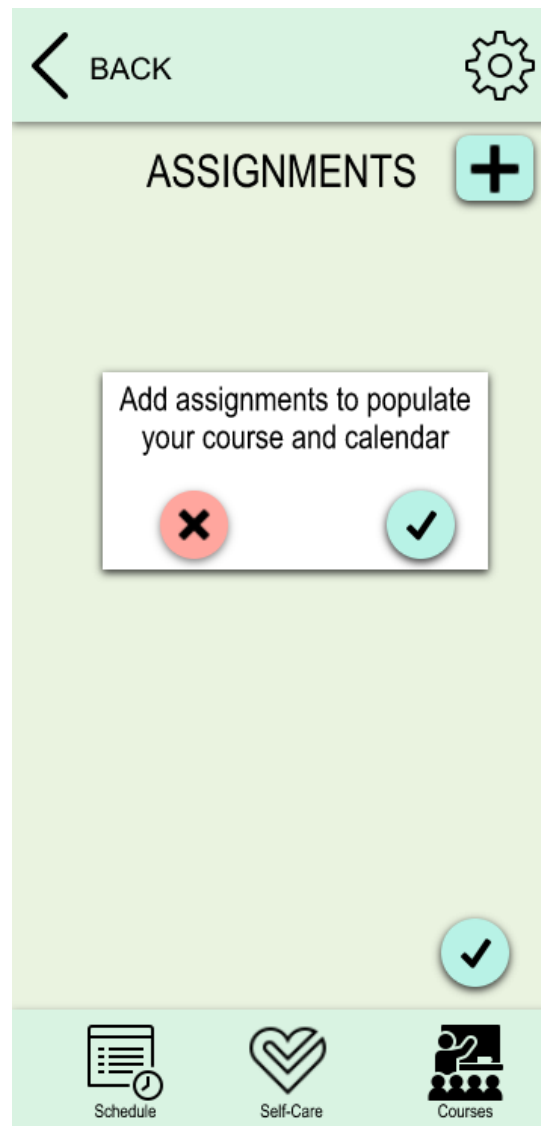 BACK
ASSIGNMENTS
Add assignments to populate
your course and calendar
Schedule
Self-Care
Courses